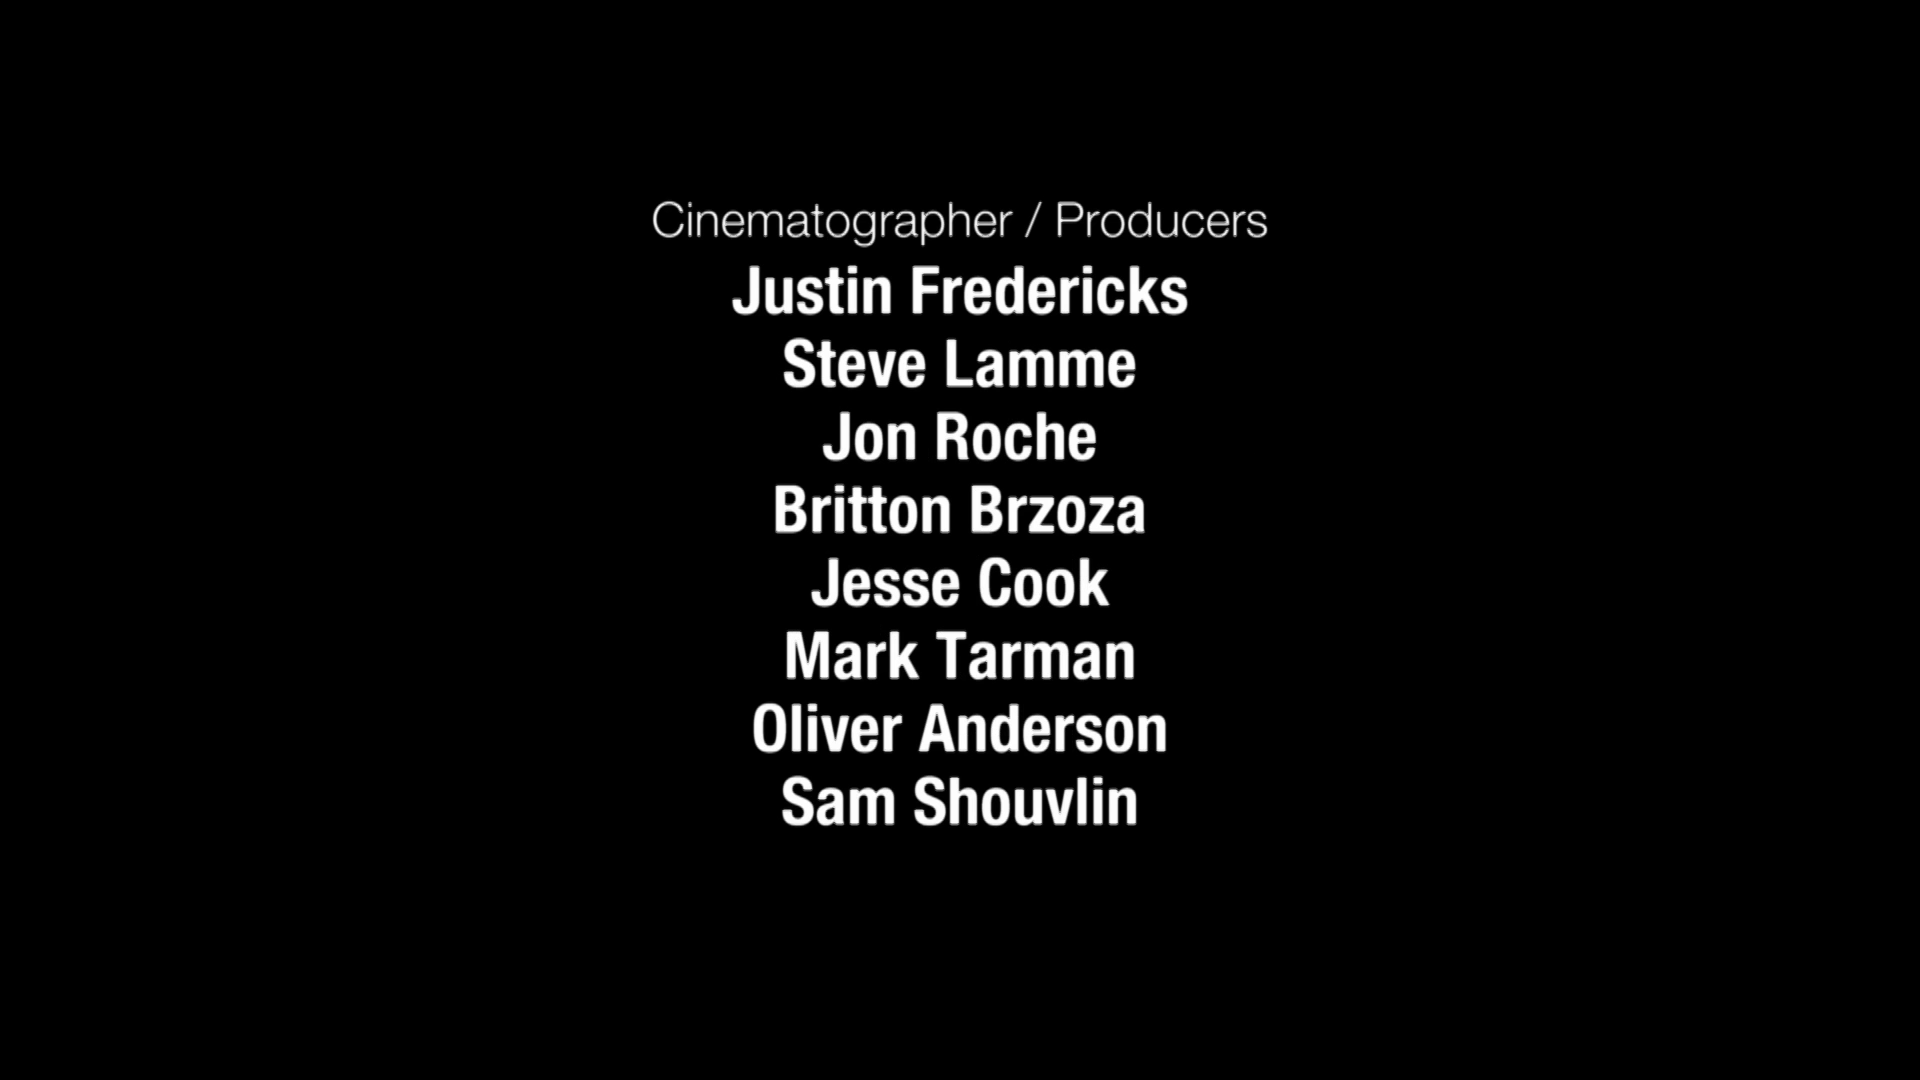 Cinematographer / Producers
Justin Fredericks
Steve Lamme
Jon Roche
Britton Brzoza
Jesse Cook
Mark Tarman
Oliver Anderson
Sam Shouvlin